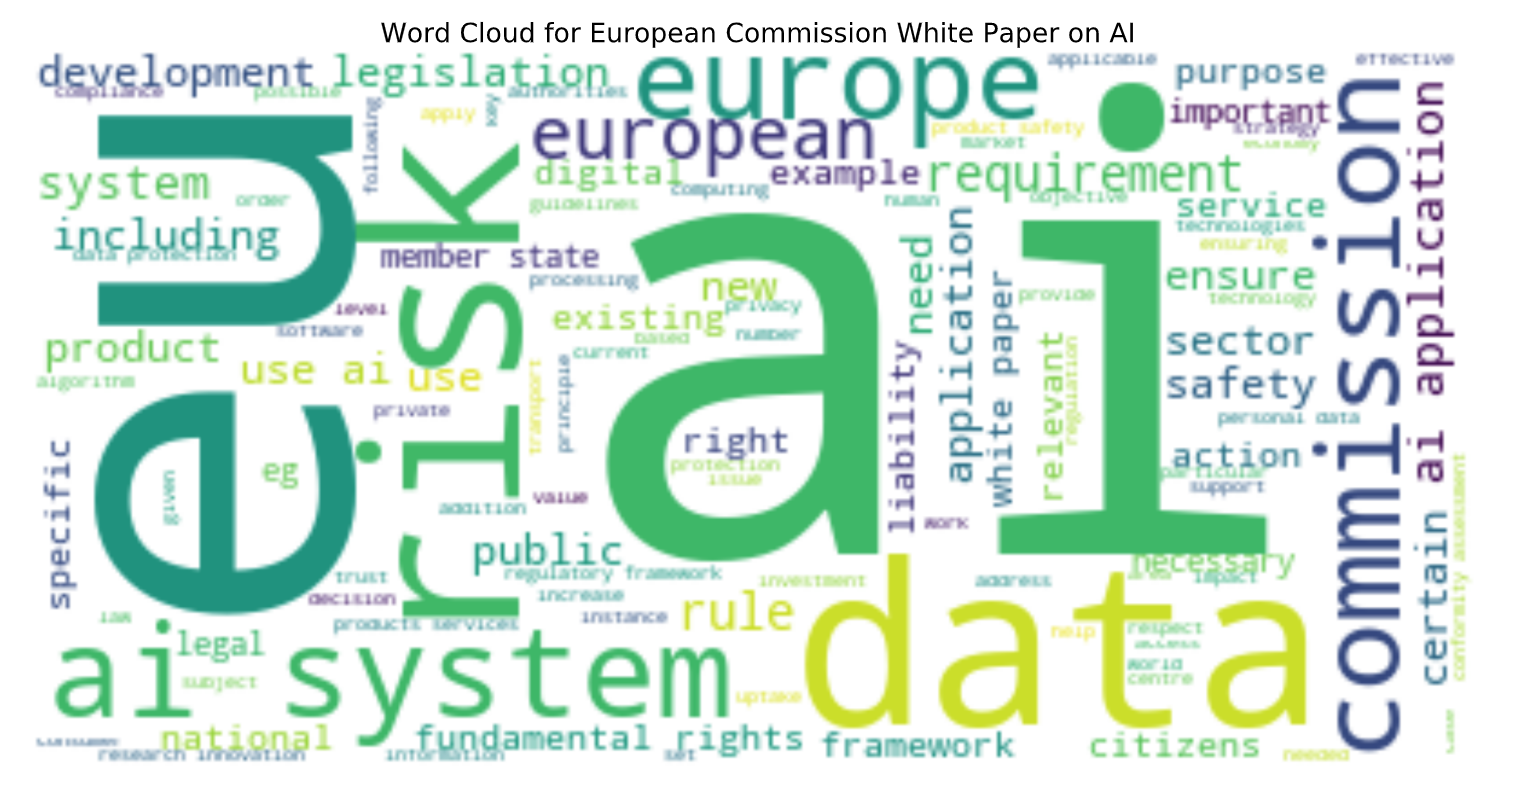 Word Cloud for European Commission White Paper on AI
development
legislation
europe
applicable
purpose
effective
compliance
possible
authorities
key
following
apply
european
product safety
market
important
strategy
system
order
digital
computing
example
human
requirement
objective
guidelines
service
technologies
ensuring
including
data protection
eu
risk
member state
processing
ai
need
application
white paper
provide
ensure
technology
commission
ai application
level
software
new
privacy
existing
based
number
current
product
algorithm
use ai
use
private
transport
principle
liability
relevant
regulation
sector
safety
personal data
specific
given
eg
right
protection
issue
action
particular
support
addition
value
work
public
regulatory framework
necessary
area
impact
certain
conformity assessment
trust
decision
products services
increase
instance
investment
address
rule
data
help
respect
access
world
centre
law
legal
subject
ai system
uptake
national
fundamental rights
framework
citizens
needed
research innovation
information
set